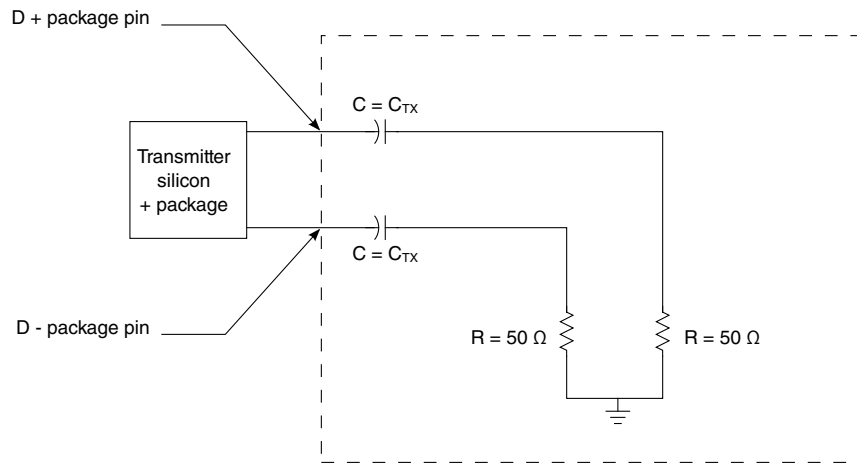 D + package pin
C = CTX
Transmitter
silicon
+ package
C = CTX
D - package pin
R = 50 Ω
R = 50 Ω